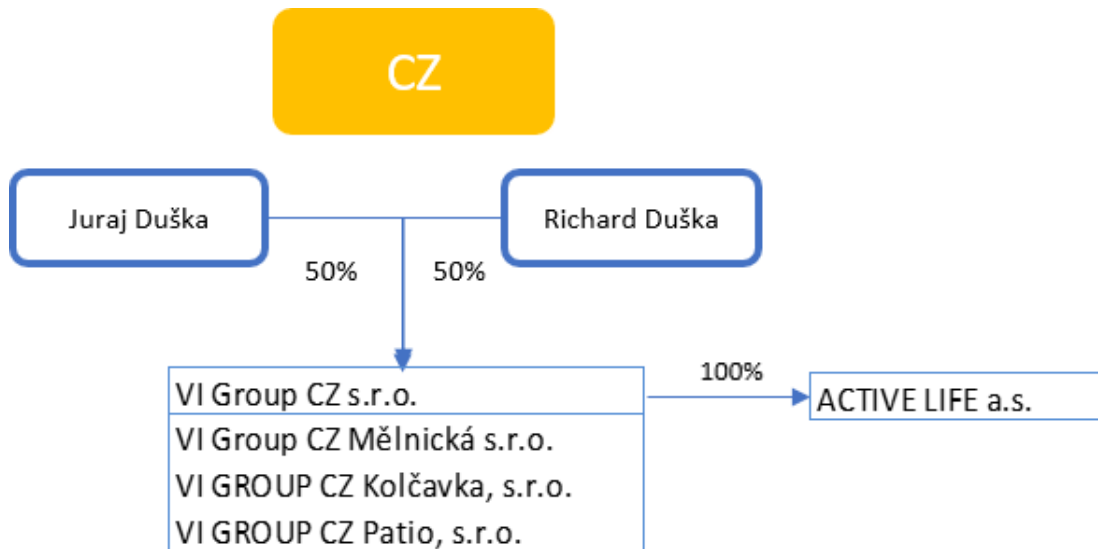 CZ
Juraj Duška
Richard Duška
50%
50%
100%
VI Group CZ s.r.o.
ACTIVE LIFE a.s.
VI Group CZ Mělnická s.r.o.
VI GROUP CZ Kolčavka, s.r.o.
VI GROUP CZ Patio, s.r.o.